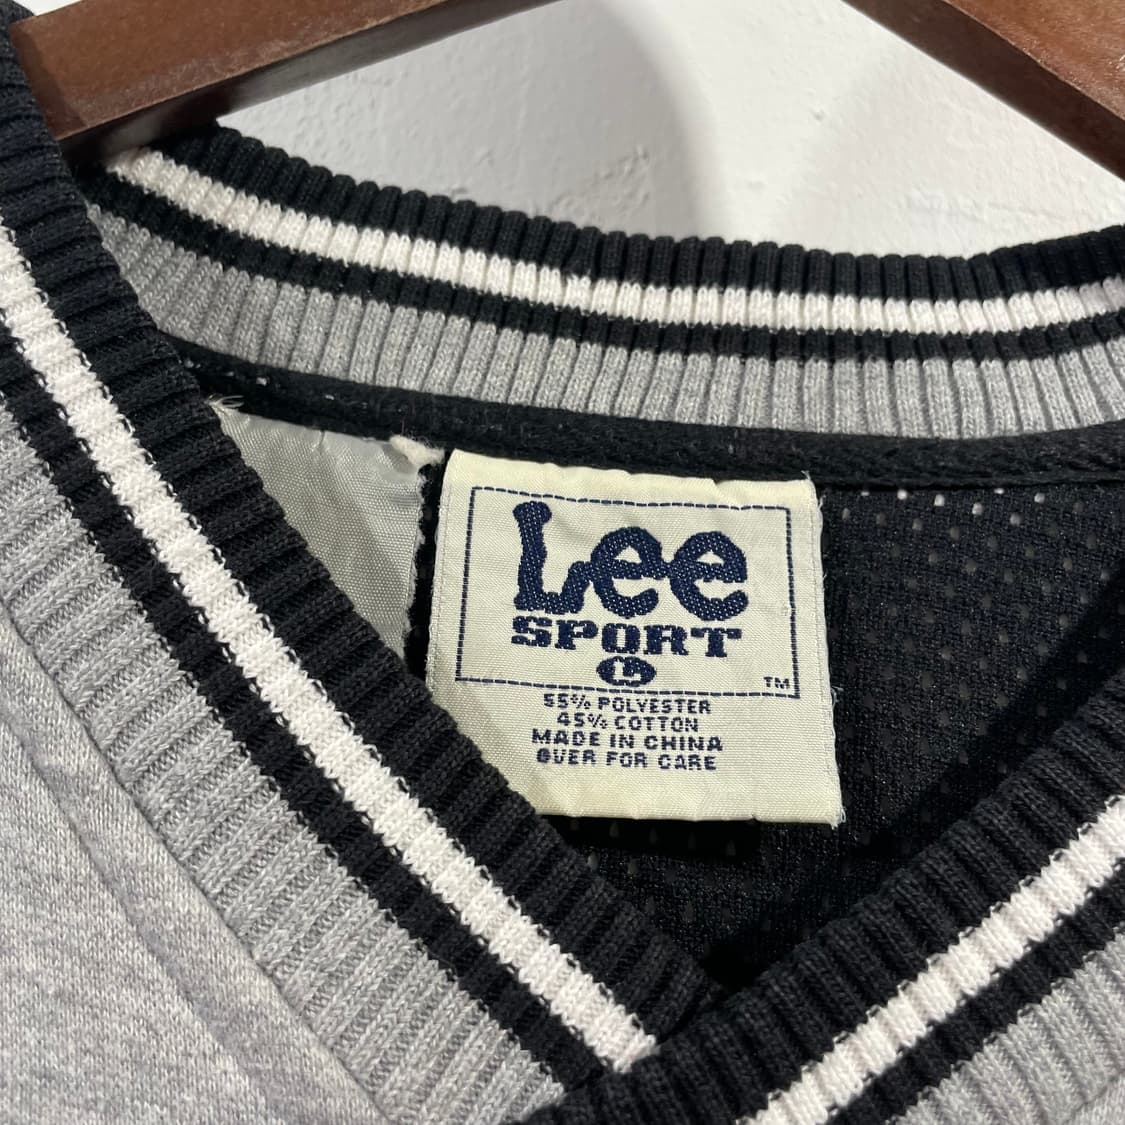 Lee
SPORT
L
TM
55% POLYESTER
45% COTTON
MADE IN CHINA
OVER FOR CARE